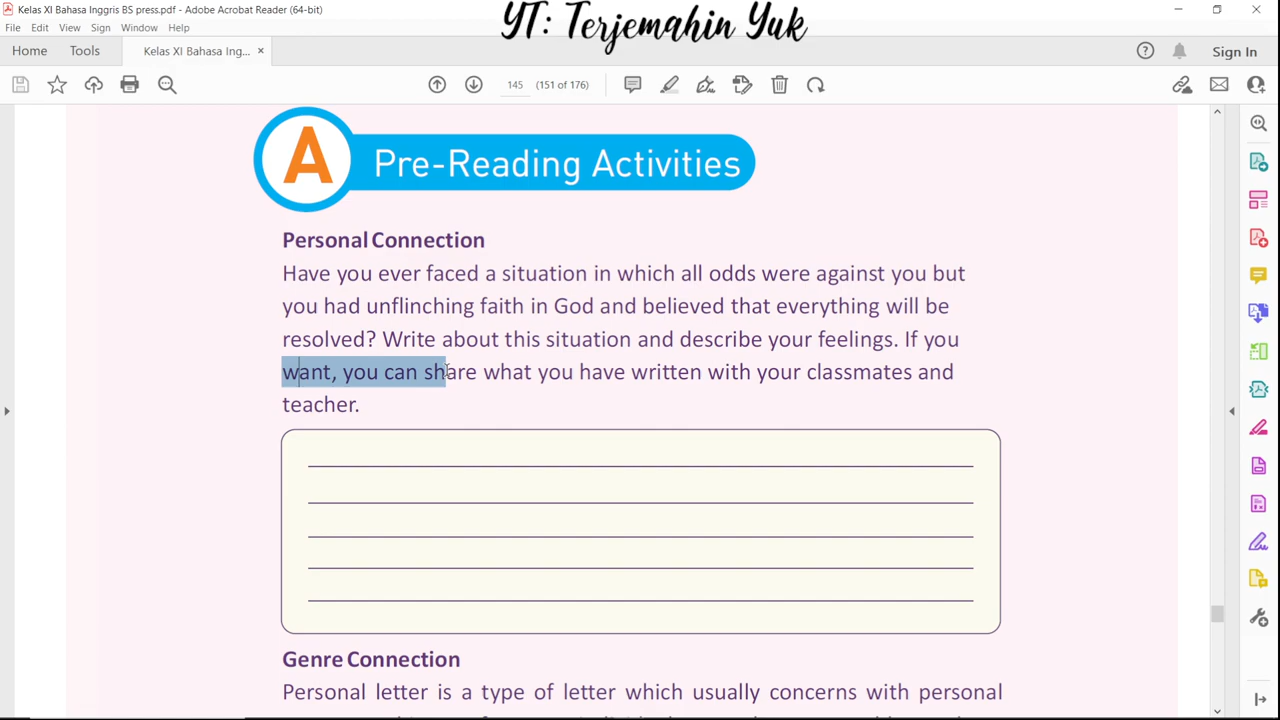 Kelas XI Bahasa Inggris BS press.pdf - Adobe Acrobat Reader (64-bit)
YT: Terjemahin Yuk
File Edit View Sign Window Help
Home Tools Kelas XI Bahasa Ing... × Sign In
145 (151 of 176)
A Pre-Reading Activities
Personal Connection
Have you ever faced a situation in which all odds were against you but
you had unflinching faith in God and believed that everything will be
resolved? Write about this situation and describe your feelings. If you
want, you can share what you have written with your classmates and
teacher.
Genre Connection
Personal letter is a type of letter which usually concerns with personal